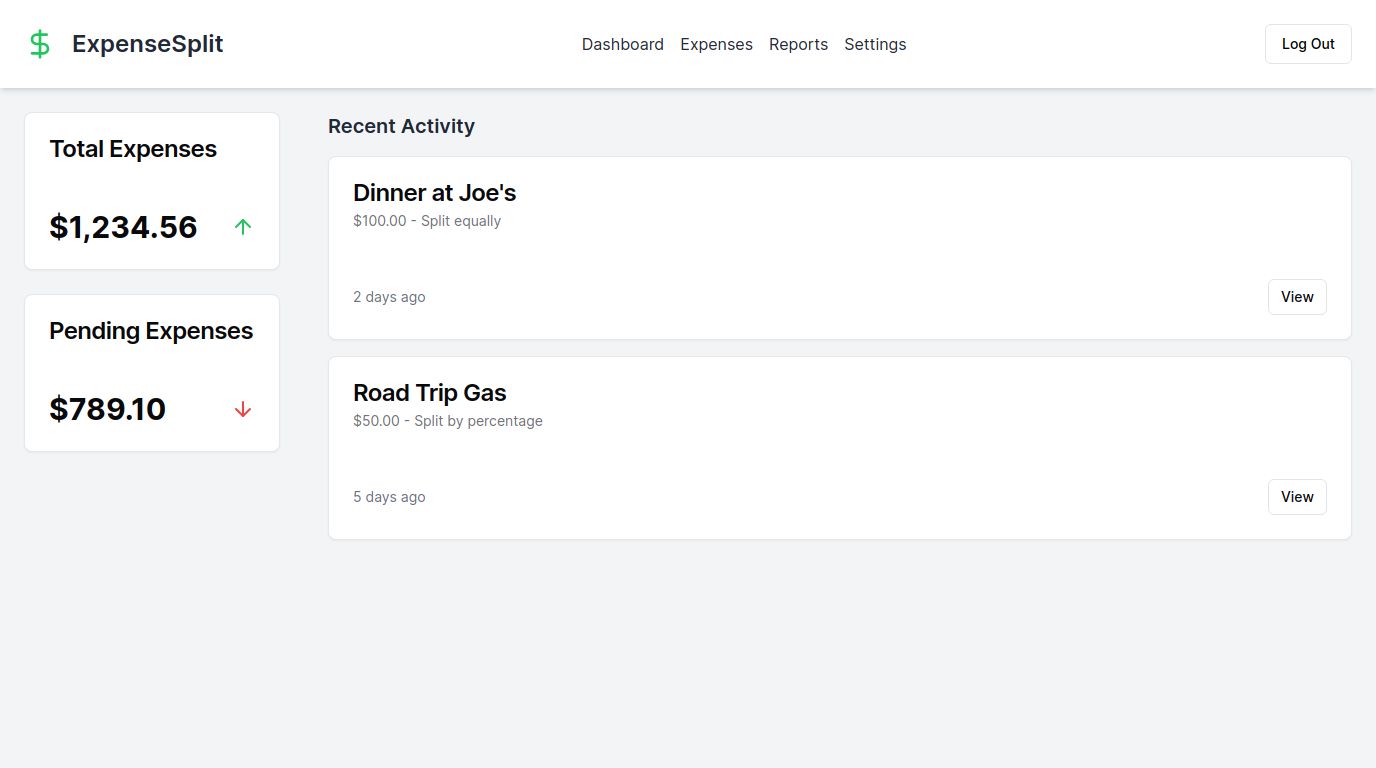 ExpenseSplit
Dashboard Expenses Reports Settings
Log Out
Total Expenses
$1,234.56
Pending Expenses
$789.10
Recent Activity
Dinner at Joe's
$100.00 - Split equally
2 days ago
View
Road Trip Gas
$50.00 - Split by percentage
5 days ago
View